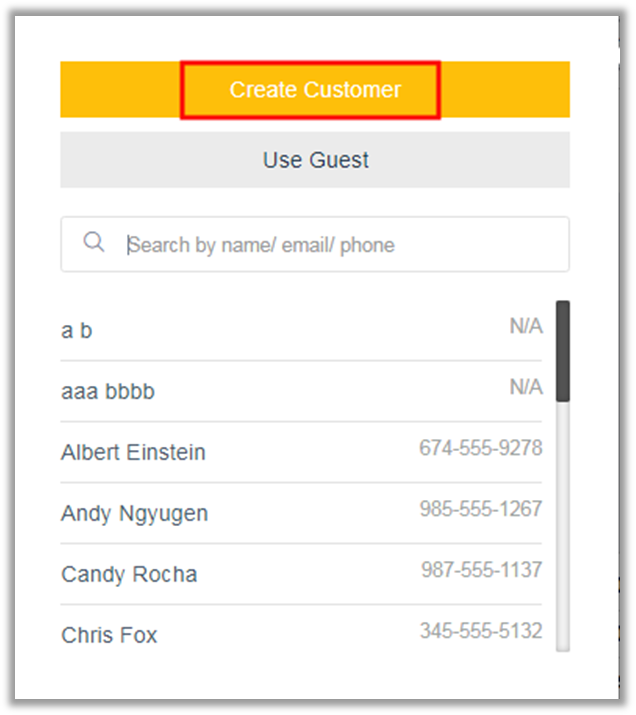 Create Customer
Use Guest
Search by name/ email/ phone
a b N/A
aaa bbbb N/A
Albert Einstein 674-555-9278
Andy Ngyugen 985-555-1267
Candy Rocha 987-555-1137
Chris Fox 345-555-5132